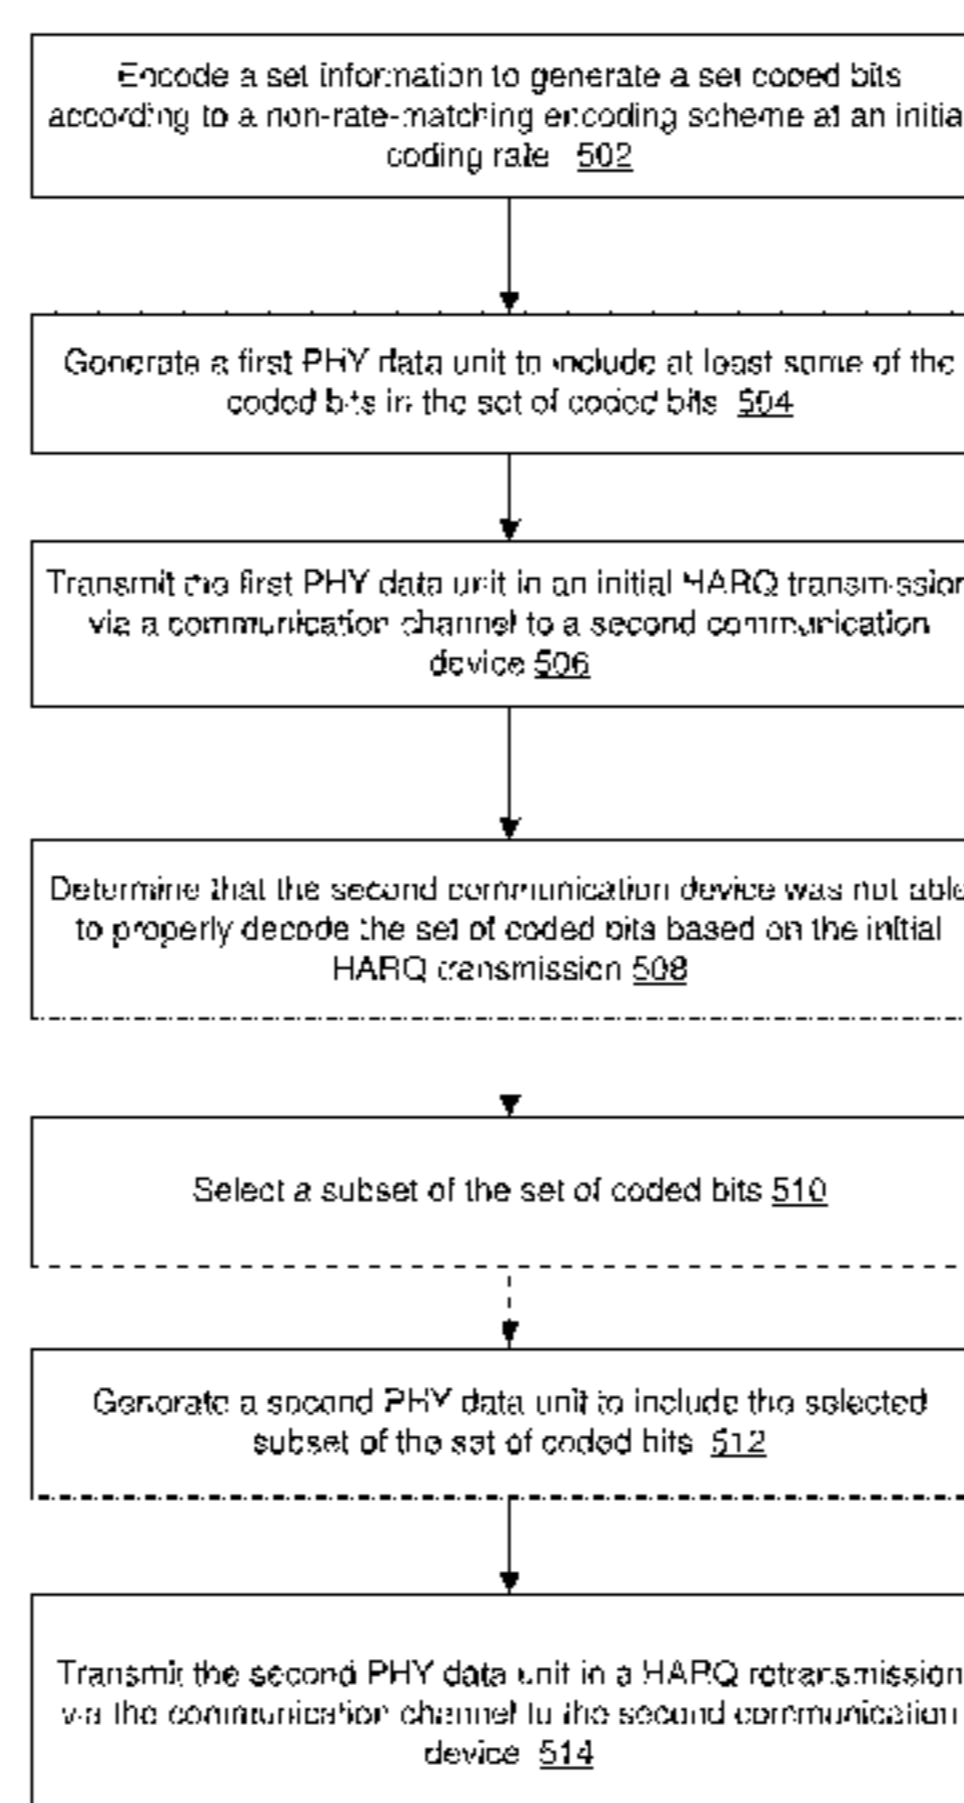 Encode a set information to generate a set coded bits
according to a non-rate-matching encoding scheme at an initia
coding rate 502
Generate a first PHY data unit to include at least some of the
coded bits in the set of coded bits 504
Transmit the first PHY data unit in an initial HARQ transmission
via a communication channel to a second communication
device 506
Determine that the second communication device was not able
to properly decode the set of coded bits based on the initial
HARQ transmission 508
Select a subset of the set of coded bits 510
Generate a second PHY data unit to include the selected
subset of the set of coded bits 512
Transmit the second PHY data unit in a HARQ retransmission
via the communication channel to the second communication
device 514